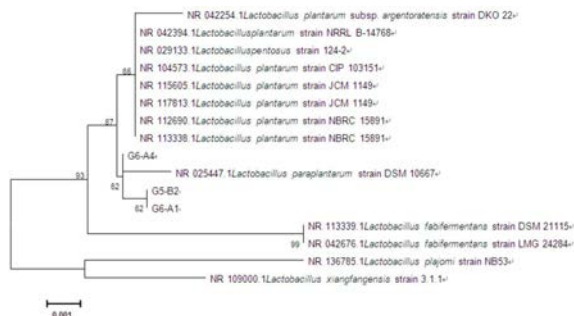 NR 042254.1Lactobacillus plantarum subsp. argentoratensis strain DKO 22
NR 042394.1Lactobacillusplantarum strain NRRL B-14768
NR 029133.1Lactobacilluspentosus strain 124-2
NR 104573.1Lactobacillus plantarum strain CIP 103151
NR 115605.1Lactobacillus plantarum strain JCM 1149
NR 117813.1Lactobacillus plantarum strain JCM 1149
NR 112690.1Lactobacillus plantarum strain NBRC 15891
NR 113338.1Lactobacillus plantarum strain NBRC 15891
G6-A4
NR 025447.1Lactobacillus paraplantarum strain DSM 10667
G5-B2
G6-A1
NR 113339.1Lactobacillus fabifermentans strain DSM 21115
NR 042676.1Lactobacillus fabifermentans strain LMG 24284
NR 136785.1Lactobacillus plajomi strain NB53
NR 109000.1Lactobacillus xiangfangensis strain 3.1.1
87
93
62
62
99
0.001